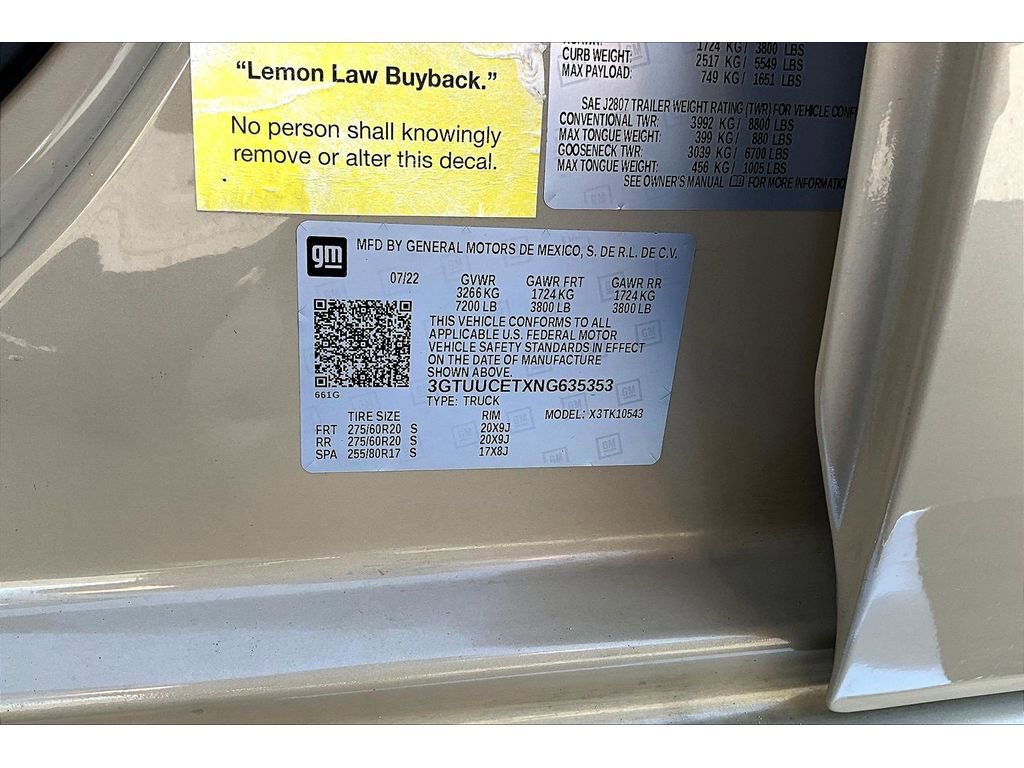 "Lemon Law Buyback."
No person shall knowingly
remove or alter this decal.
1724 KG/ 3800 LBS
CURB WEIGHT: 2517 KG/ 5549 LBS
MAX PAYLOAD: 749 KG/ 1651 LBS
SAE J2807 TRAILER WEIGHT RATING (TWR) FOR VEHICLE
CONVENTIONAL TWR: 3992 KG/ 8800 LBS
MAX TONGUE WEIGHT: 399 KG/ 880 LBS
GOOSENECK TWR: 3039 KG/ 6700 LBS
MAX TONGUE WEIGHT: 456 KG/ 1005 LBS
SEE OWNER'S MANUAL FOR MORE INFORMATIO
gm
MFD BY GENERAL MOTORS DE MEXICO, S. DE R.L. DE C.V.
07/22 GVWR GAWR FRT GAWR RR
3266 KG 1724 KG 1724 KG
7200 LB 3800 LB 3800 LB
THIS VEHICLE CONFORMS TO ALL
APPLICABLE U.S. FEDERAL MOTOR
VEHICLE SAFETY STANDARDS IN EFFECT
ON THE DATE OF MANUFACTURE
SHOWN ABOVE.
3GTUUCETXNG635353
661G
TYPE: TRUCK
MODEL: X3TK10543
TIRE SIZE RIM
FRT 275/60R20 S 20X9J
RR 275/60R20 S 20X9J
SPA 255/80R17 S 17X8J